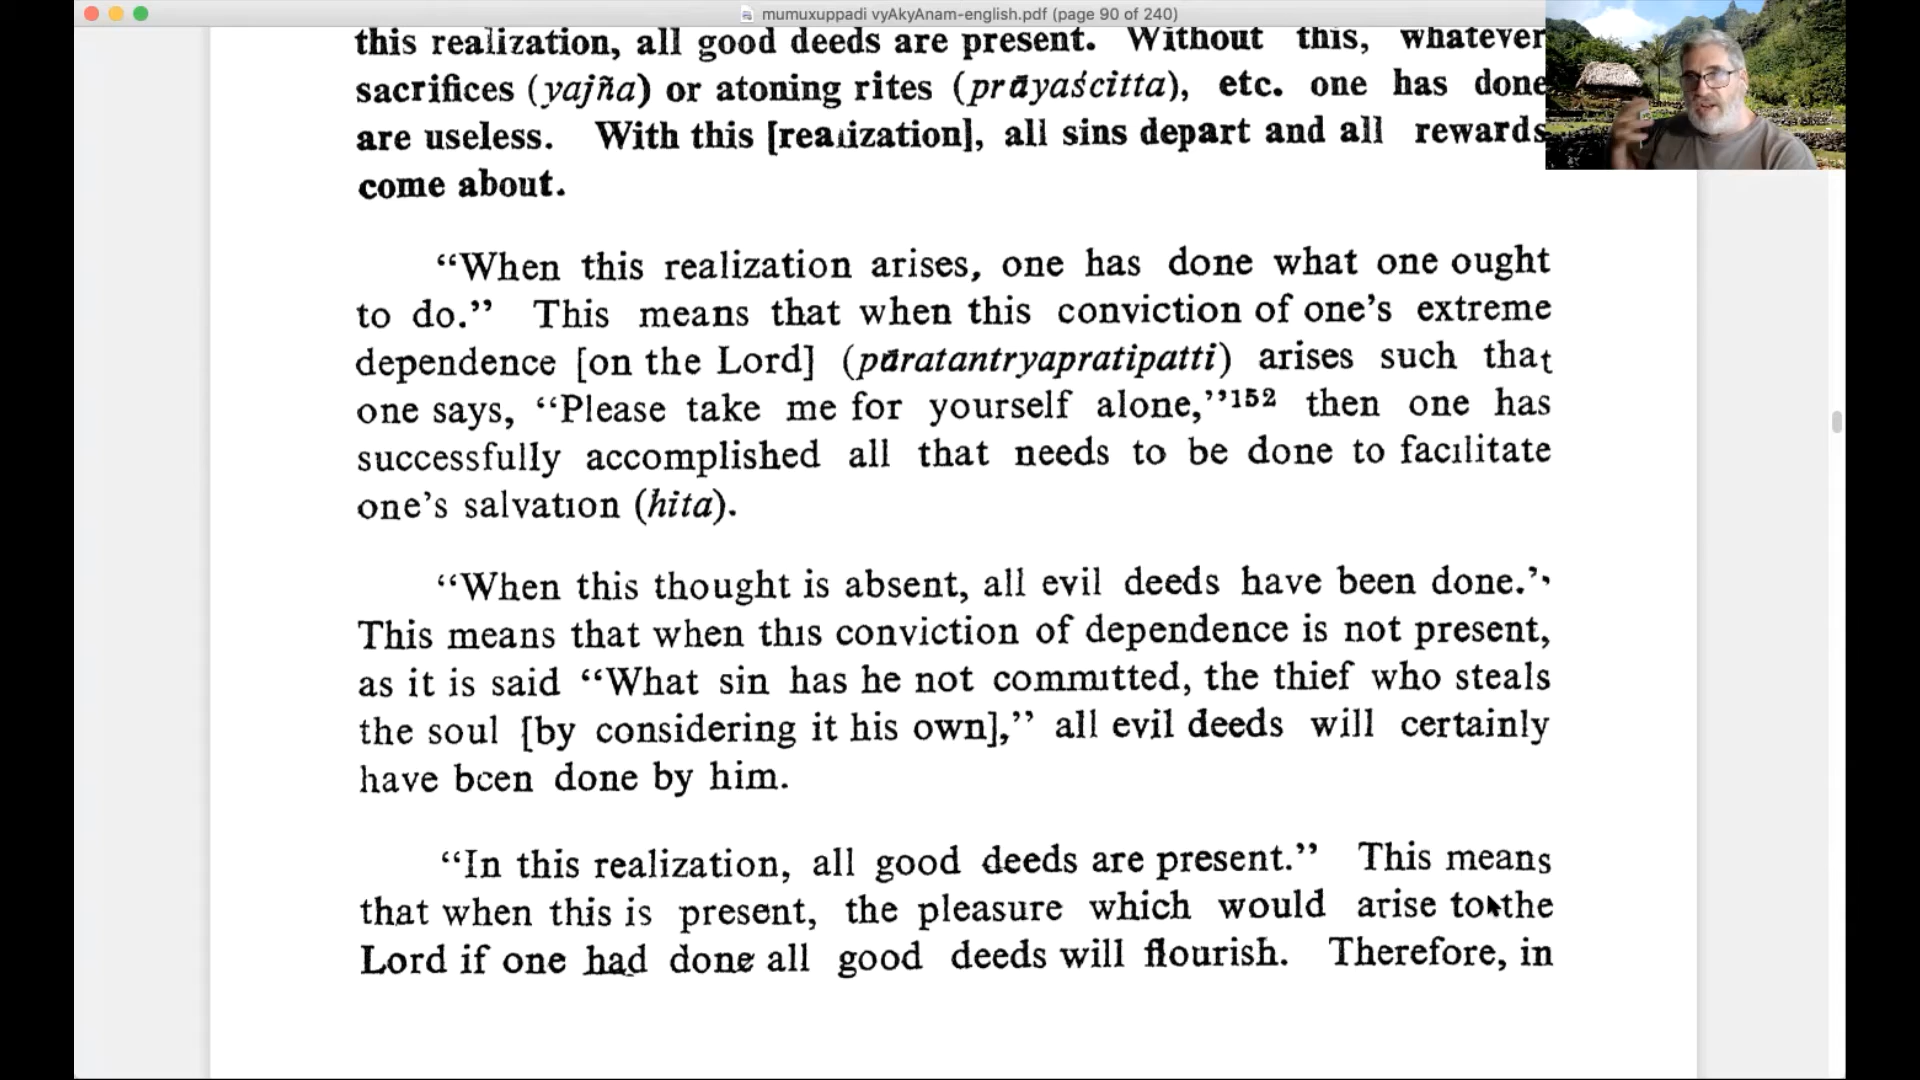 mumuxuppadi vyAkyAnam-english.pdf (page 90 of 240)
this realization, all good deeds are present. Without this, whatever
sacrifices (yajña) or atoning rites (prāyaścitta), etc. one has done
are useless. With this [reaiization], all sins depart and all rewards
come about.
“When this realization arises, one has done what one ought
to do.” This means that when this conviction of one’s extreme
dependence [on the Lord] (pāratantryapratipatti) arises such that
one says, “Please take me for yourself alone,”152 then one has
successfully accomplished all that needs to be done to facilitate
one’s salvation (hita).
“When this thought is absent, all evil deeds have been done.”
This means that when this conviction of dependence is not present,
as it is said “What sin has he not committed, the thief who steals
the soul [by considering it his own],” all evil deeds will certainly
have been done by him.
“In this realization, all good deeds are present.” This means
that when this is present, the pleasure which would arise to the
Lord if one had done all good deeds will flourish. Therefore, in